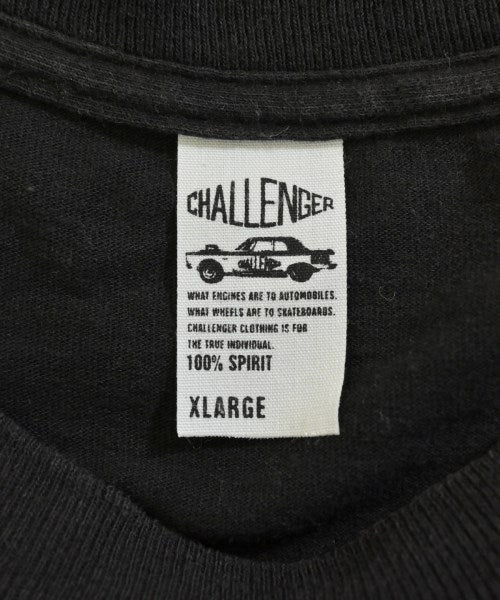 CHALLENGER
WHAT ENGINES ARE TO AUTOMOBILES.
WHAT WHEELS ARE TO SKATEBOARDS.
CHALLENGER CLOTHING IS FOR
THE TRUE INDIVIDUAL.
100% SPIRIT
XLARGE